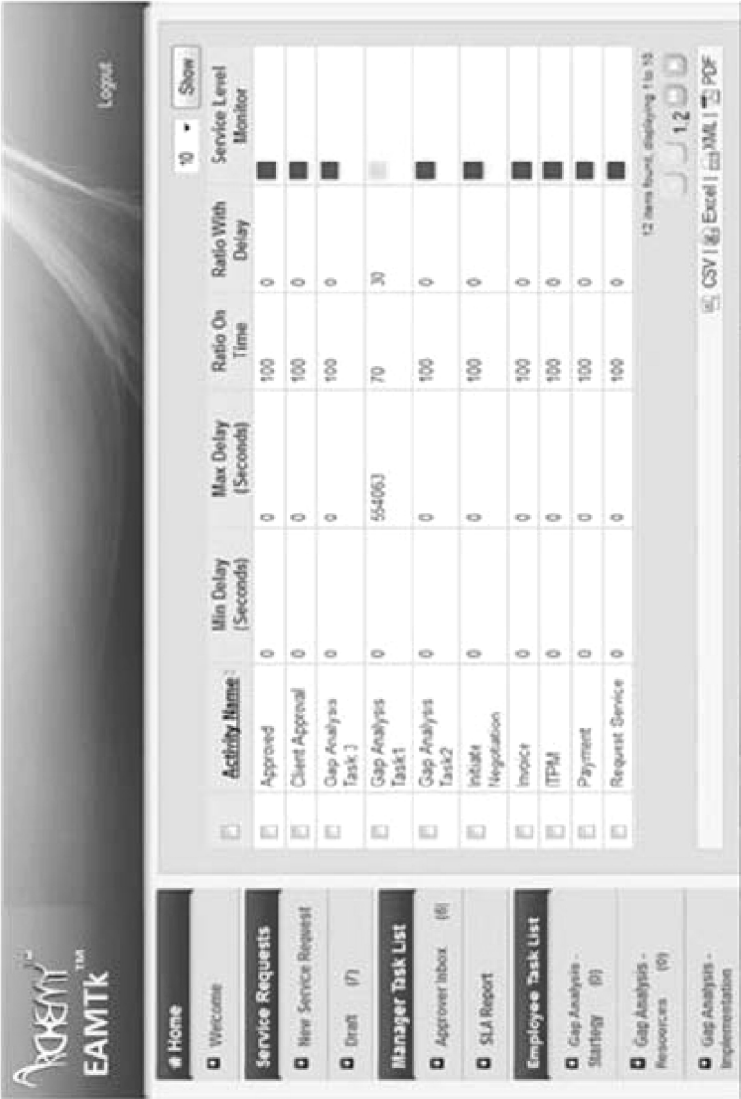 ARCHEMY™
EAMTk™
Logout
Home
Welcome
Service Requests
New Service Request
Draft (7)
Manager Task List
Approver Inbox (6)
SLA Report
Employee Task List
Gap Analysis -
Startegy (0)
Gap Analysis -
Resources (0)
Gap Analysis -
Implementation
10 Show
Activity Name
Min Delay
(Seconds)
Max Delay
(Seconds)
Ratio On
Time
Ratio With
Delay
Service Level
Monitor
Approved 0 0 100 0
Client Approval 0 0 100 0
Gap Analysis
Task 3 0 0 100 0
Gap Analysis
Task1 0 554063 70 30
Gap Analysis
Task2 0 0 100 0
Initiate
Negotiation 0 0 100 0
Invoice 0 0 100 0
ITPM 0 0 100 0
Payment 0 0 100 0
Request Service 0 0 100 0
12 items found, displaying 1 to 10
1,2
CSV | Excel | XML | PDF